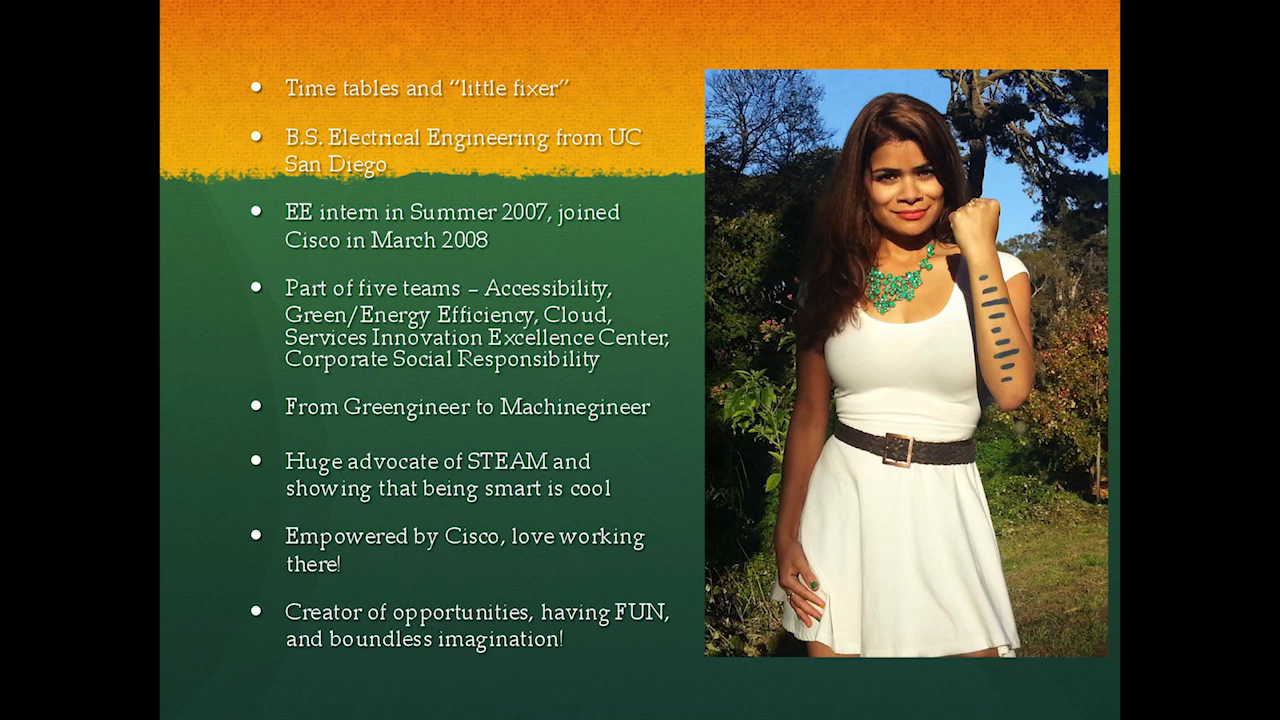 • Time tables and “little fixer”
• B.S. Electrical Engineering from UC
San Diego
• EE intern in Summer 2007, joined
Cisco in March 2008
• Part of five teams – Accessibility,
Green/Energy Efficiency, Cloud,
Services Innovation Excellence Center,
Corporate Social Responsibility
• From Greengineer to Machinegineer
• Huge advocate of STEAM and
showing that being smart is cool
• Empowered by Cisco, love working
there!
• Creator of opportunities, having FUN,
and boundless imagination!